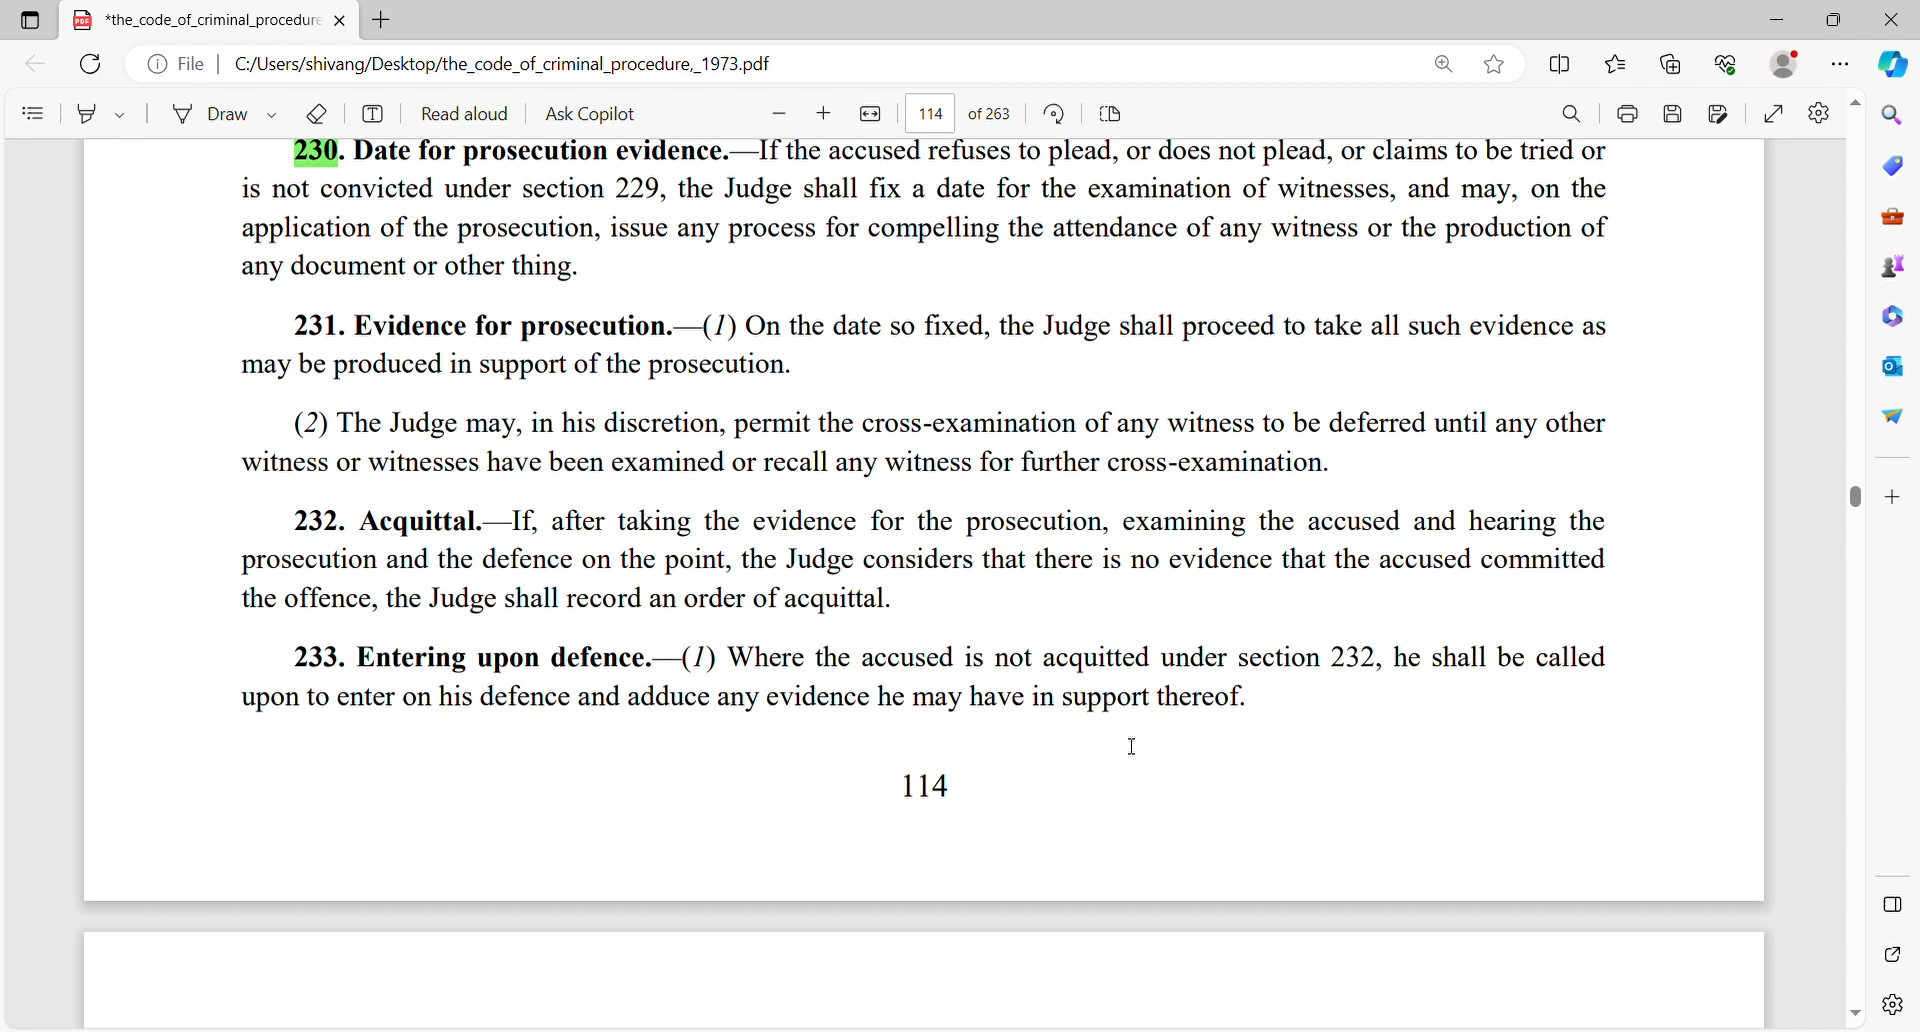 *the_code_of_criminal_procedure
File
C:/Users/shivang/Desktop/the_code_of_criminal_procedure,_1973.pdf
Draw
Read aloud
Ask Copilot
114 of 263
230. Date for prosecution evidence.—If the accused refuses to plead, or does not plead, or claims to be tried or
is not convicted under section 229, the Judge shall fix a date for the examination of witnesses, and may, on the
application of the prosecution, issue any process for compelling the attendance of any witness or the production of
any document or other thing.
231. Evidence for prosecution.—(1) On the date so fixed, the Judge shall proceed to take all such evidence as
may be produced in support of the prosecution.
(2) The Judge may, in his discretion, permit the cross-examination of any witness to be deferred until any other
witness or witnesses have been examined or recall any witness for further cross-examination.
232. Acquittal.—If, after taking the evidence for the prosecution, examining the accused and hearing the
prosecution and the defence on the point, the Judge considers that there is no evidence that the accused committed
the offence, the Judge shall record an order of acquittal.
233. Entering upon defence.—(1) Where the accused is not acquitted under section 232, he shall be called
upon to enter on his defence and adduce any evidence he may have in support thereof.
114